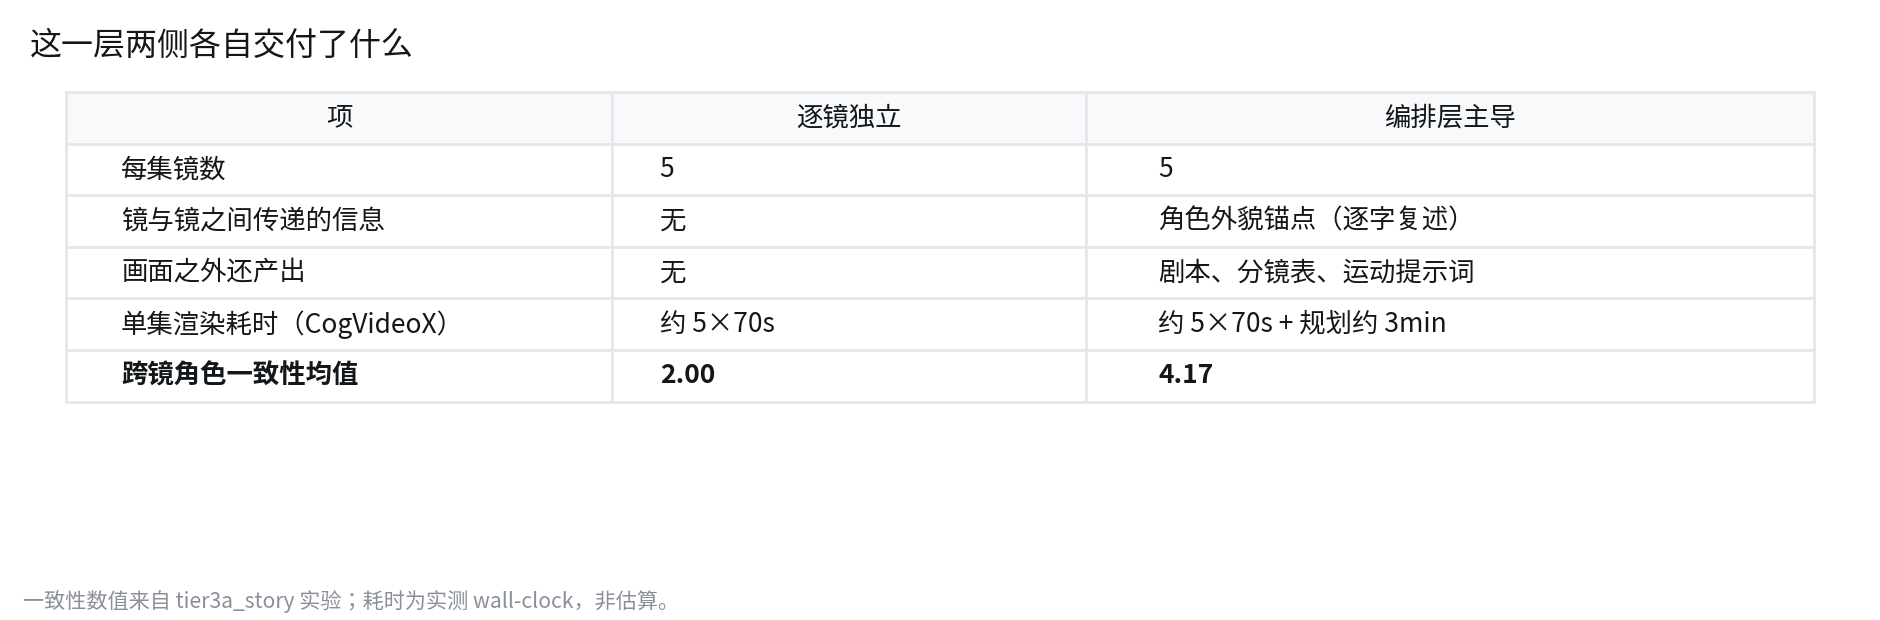 这一层两侧各自交付了什么
项 逐镜独立 编排层主导
每集镜数 5 5
镜与镜之间传递的信息 无 角色外貌锚点（逐字复述）
画面之外还产出 无 剧本、分镜表、运动提示词
单集渲染耗时（CogVideoX） 约 5×70s 约 5×70s + 规划约 3min
跨镜角色一致性均值 2.00 4.17
一致性数值来自 tier3a_story 实验；耗时为实测 wall-clock，非估算。